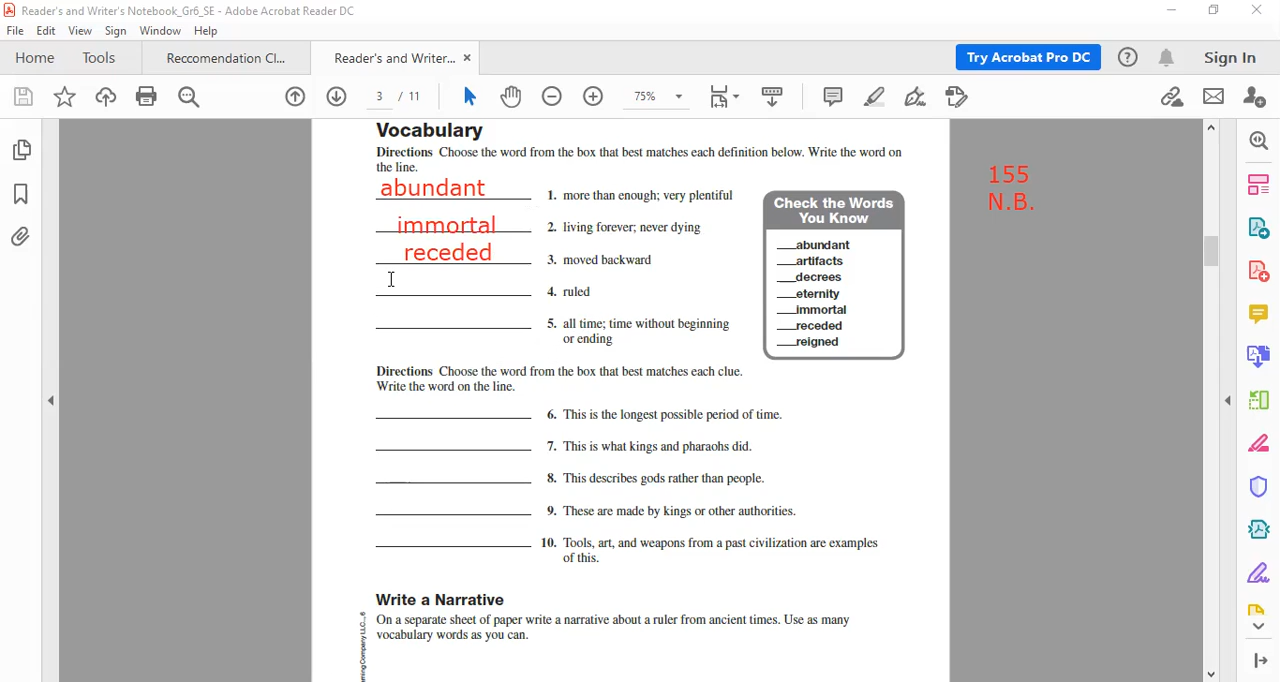 Reader's and Writer's Notebook_Gr6_SE - Adobe Acrobat Reader DC
File Edit View Sign Window Help
Home Tools Reccomendation Cl... Reader's and Writer... × Try Acrobat Pro DC Sign In
3 / 11 75%
Vocabulary
Directions Choose the word from the box that best matches each definition below. Write the word on
the line.
abundant 1. more than enough; very plentiful
immortal 2. living forever; never dying
receded 3. moved backward
4. ruled
5. all time; time without beginning
or ending
Check the Words
You Know
___abundant
___artifacts
___decrees
___eternity
___immortal
___receded
___reigned
155
N.B.
Directions Choose the word from the box that best matches each clue.
Write the word on the line.
6. This is the longest possible period of time.
7. This is what kings and pharaohs did.
8. This describes gods rather than people.
9. These are made by kings or other authorities.
10. Tools, art, and weapons from a past civilization are examples
of this.
Write a Narrative
On a separate sheet of paper write a narrative about a ruler from ancient times. Use as many
vocabulary words as you can.